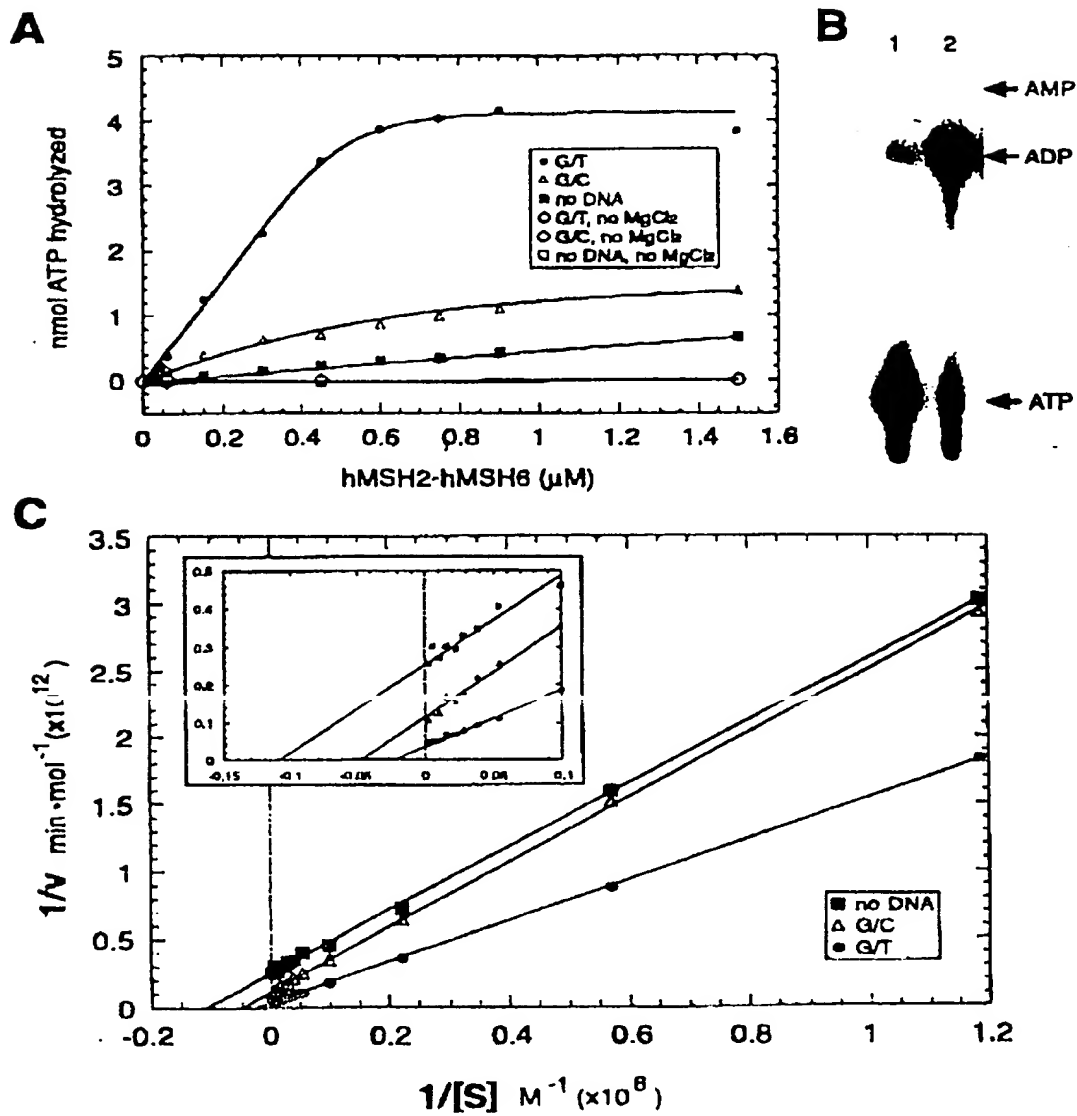 A
5
4
3
2
1
0
nmol ATP hydrolyzed
G/T
G/C
no DNA
G/T, no MgCl2
G/C, no MgCl2
no DNA, no MgCl2
0 0.2 0.4 0.6 0.8 1 1.2 1.4 1.6
hMSH2-hMSH6 (µM)
B
1 2
AMP
ADP
ATP
C
3.5
3
2.5
2
1.5
1
0.5
0
1/v min•mol-1 (x1012)
0.5
0.4
0.3
0.2
0.1
0
-0.15 -0.1 -0.05 0 0.05 0.1
no DNA
G/C
G/T
-0.2 0 0.2 0.4 0.6 0.8 1 1.2
1/[S] M-1 (x108)